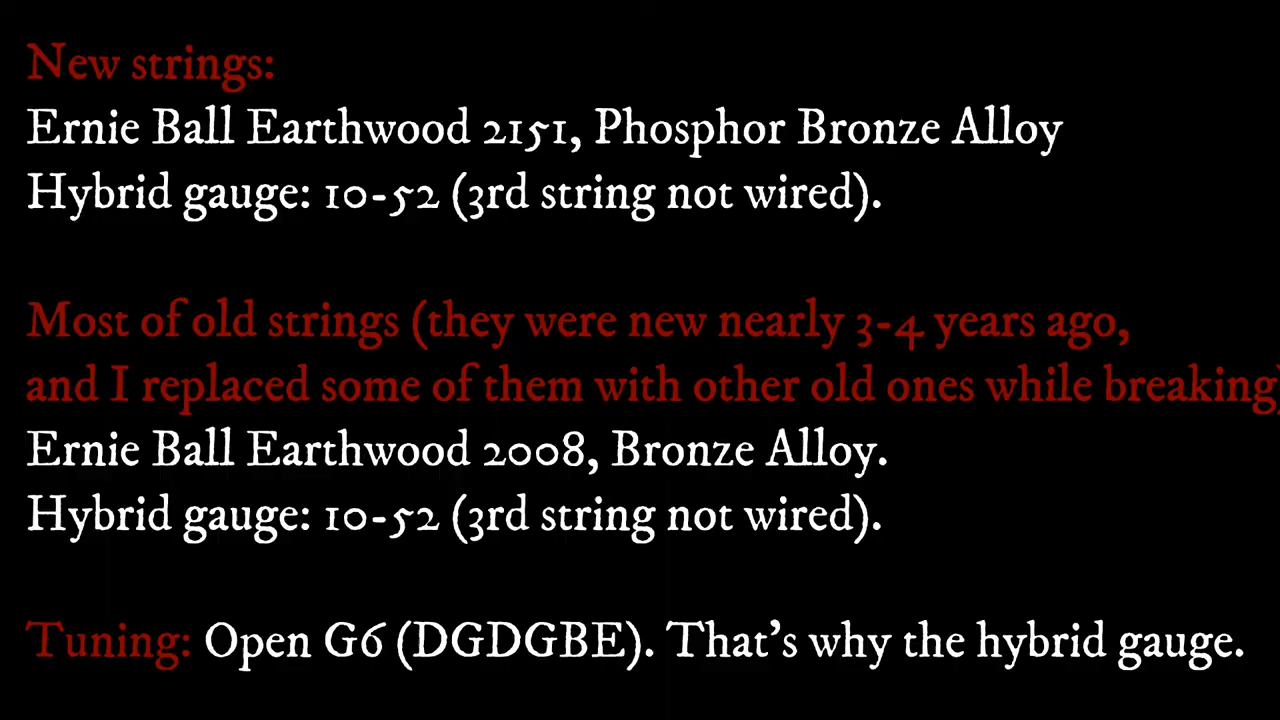 New strings:
Ernie Ball Earthwood 2151, Phosphor Bronze Alloy
Hybrid gauge: 10-52 (3rd string not wired).
Most of old strings (they were new nearly 3-4 years ago,
and I replaced some of them with other old ones while breaking)
Ernie Ball Earthwood 2008, Bronze Alloy.
Hybrid gauge: 10-52 (3rd string not wired).
Tuning: Open G6 (DGDGBE). That's why the hybrid gauge.